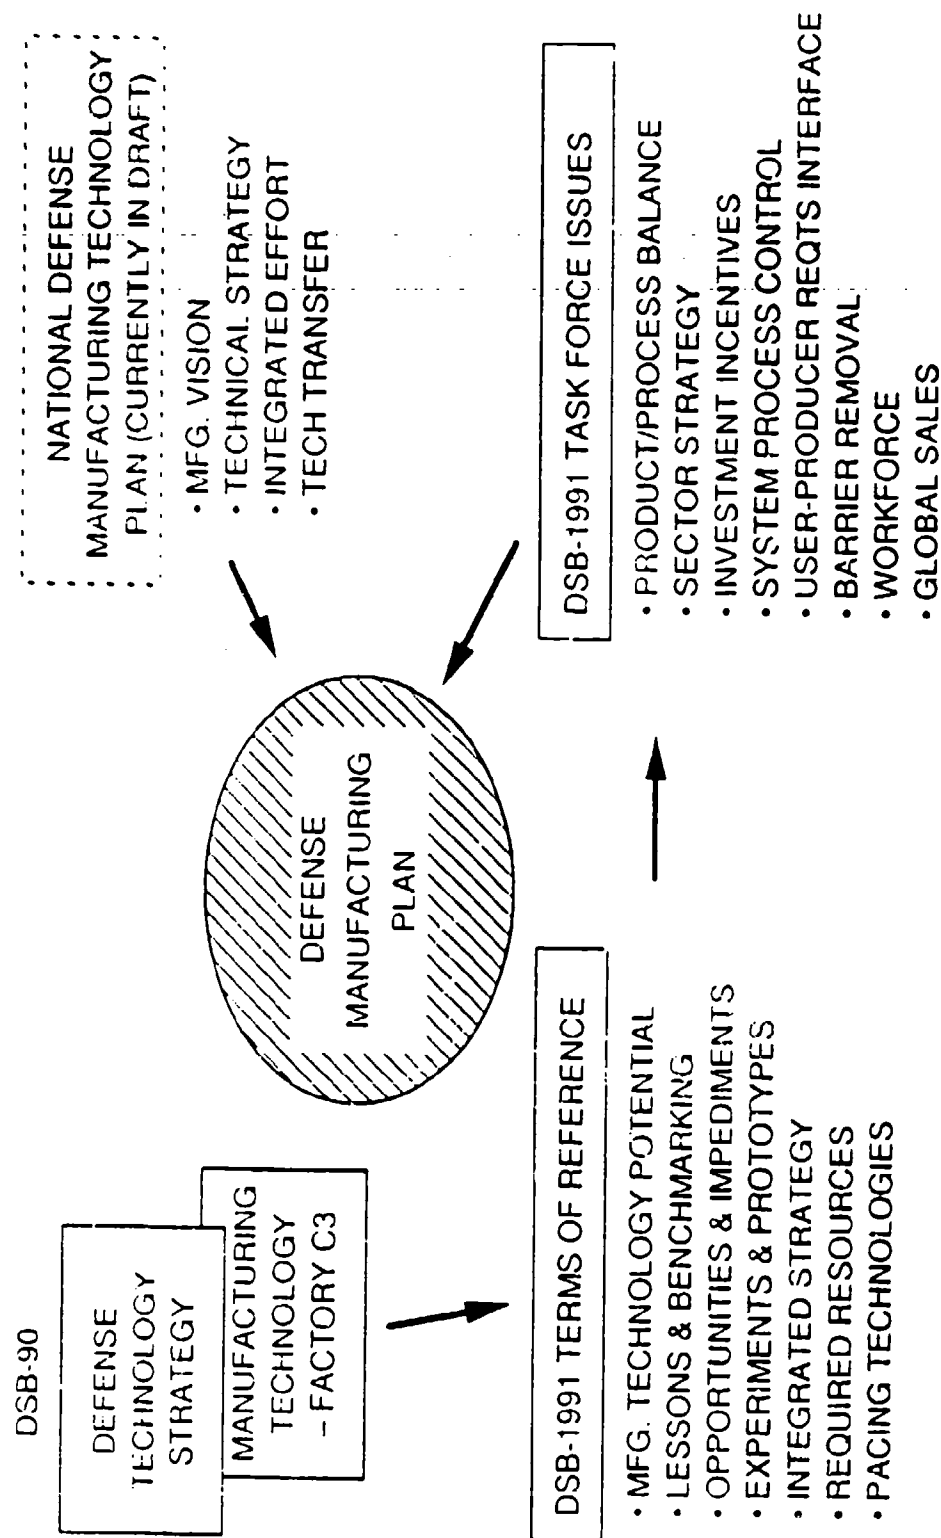 DSB-90
DEFENSE
TECHNOLOGY
STRATEGY
MANUFACTURING
TECHNOLOGY
– FACTORY C3
DEFENSE
MANUFACTURING
PLAN
NATIONAL DEFENSE
MANUFACTURING TECHNOLOGY
PLAN (CURRENTLY IN DRAFT)
• MFG. VISION
• TECHNICAL STRATEGY
• INTEGRATED EFFORT
• TECH TRANSFER
DSB-1991 TERMS OF REFERENCE
• MFG. TECHNOLOGY POTENTIAL
• LESSONS & BENCHMARKING
• OPPORTUNITIES & IMPEDIMENTS
• EXPERIMENTS & PROTOTYPES
• INTEGRATED STRATEGY
• REQUIRED RESOURCES
• PACING TECHNOLOGIES
DSB-1991 TASK FORCE ISSUES
• PRODUCT/PROCESS BALANCE
• SECTOR STRATEGY
• INVESTMENT INCENTIVES
• SYSTEM PROCESS CONTROL
• USER-PRODUCER REQTS INTERFACE
• BARRIER REMOVAL
• WORKFORCE
• GLOBAL SALES